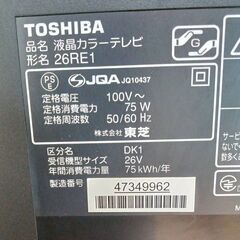 TOSHIBA
品名 液晶カラーテレビ
形名 26RE1
PS
E
JQA JQ10437
定格電圧 100V~
定格消費電力 75 W
定格周波数 50/60 Hz
株式会社 東芝
区分名 DK1
受信機型サイズ 26V
年間消費電力量 75 kWh/年
製造番号
47349962